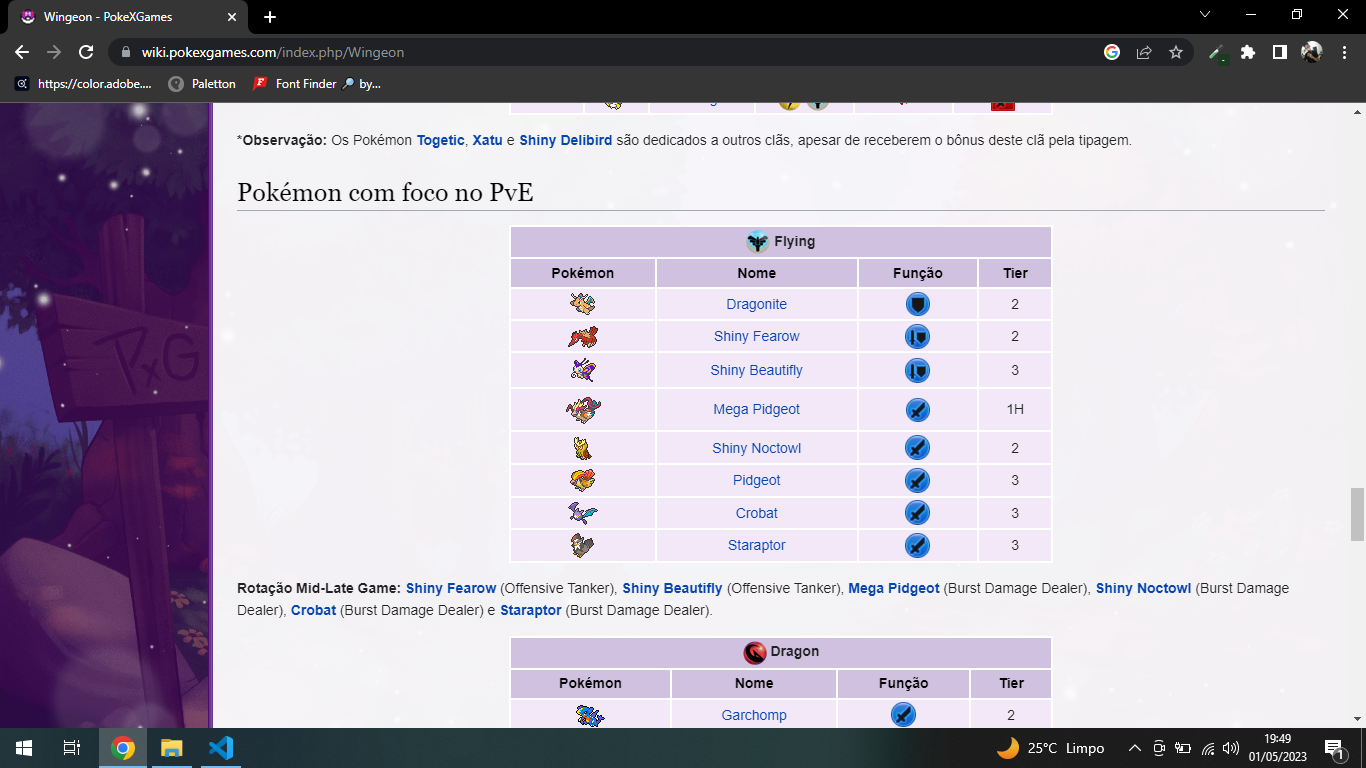 Wingeon - PokeXGames
wiki.pokexgames.com/index.php/Wingeon
https://color.adobe.... Paletton Font Finder 🔎 by...
*Observação: Os Pokémon Togetic, Xatu e Shiny Delibird são dedicados a outros clãs, apesar de receberem o bônus deste clã pela tipagem.
Pokémon com foco no PvE
Flying
Pokémon Nome Função Tier
Dragonite 2
Shiny Fearow 2
Shiny Beautifly 3
Mega Pidgeot 1H
Shiny Noctowl 2
Pidgeot 3
Crobat 3
Staraptor 3
PxG
Rotação Mid-Late Game: Shiny Fearow (Offensive Tanker), Shiny Beautifly (Offensive Tanker), Mega Pidgeot (Burst Damage Dealer), Shiny Noctowl (Burst Damage
Dealer), Crobat (Burst Damage Dealer) e Staraptor (Burst Damage Dealer).
Dragon
Pokémon Nome Função Tier
Garchomp 2
25°C Limpo
19:49
01/05/2023
1